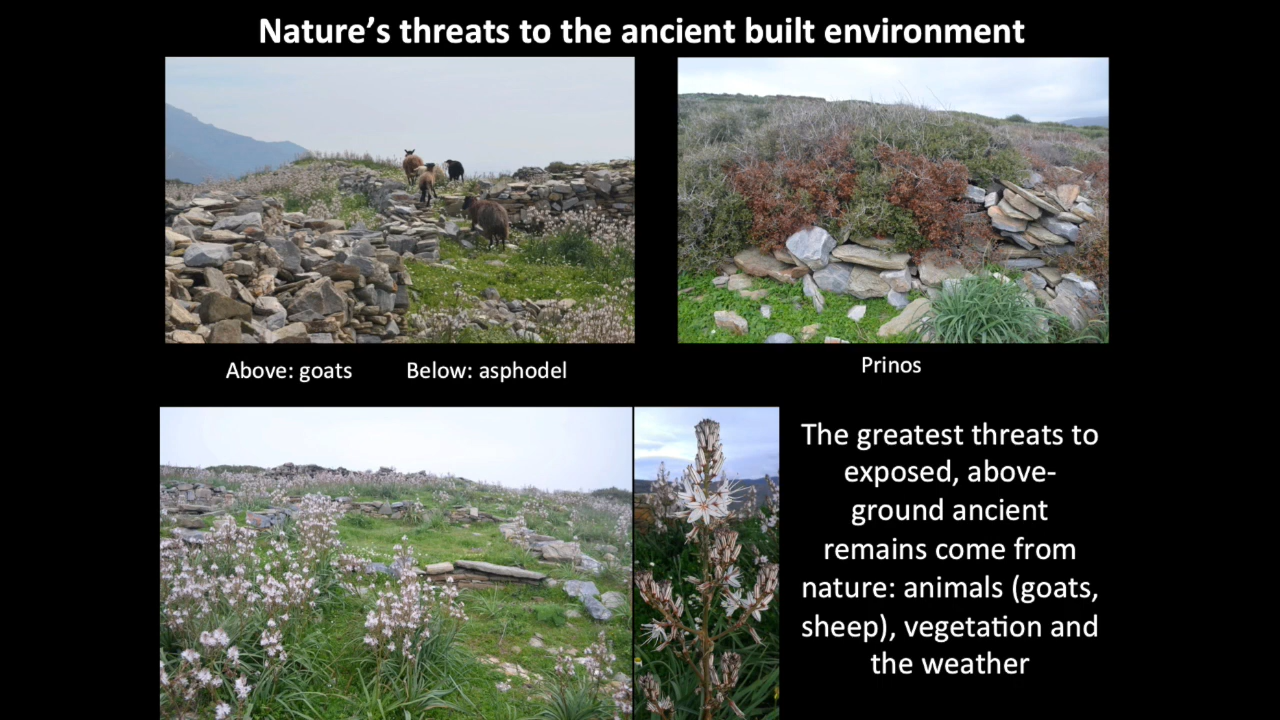 Nature’s threats to the ancient built environment
Above: goats
Below: asphodel
Prinos
The greatest threats to
exposed, above-
ground ancient
remains come from
nature: animals (goats,
sheep), vegetation and
the weather